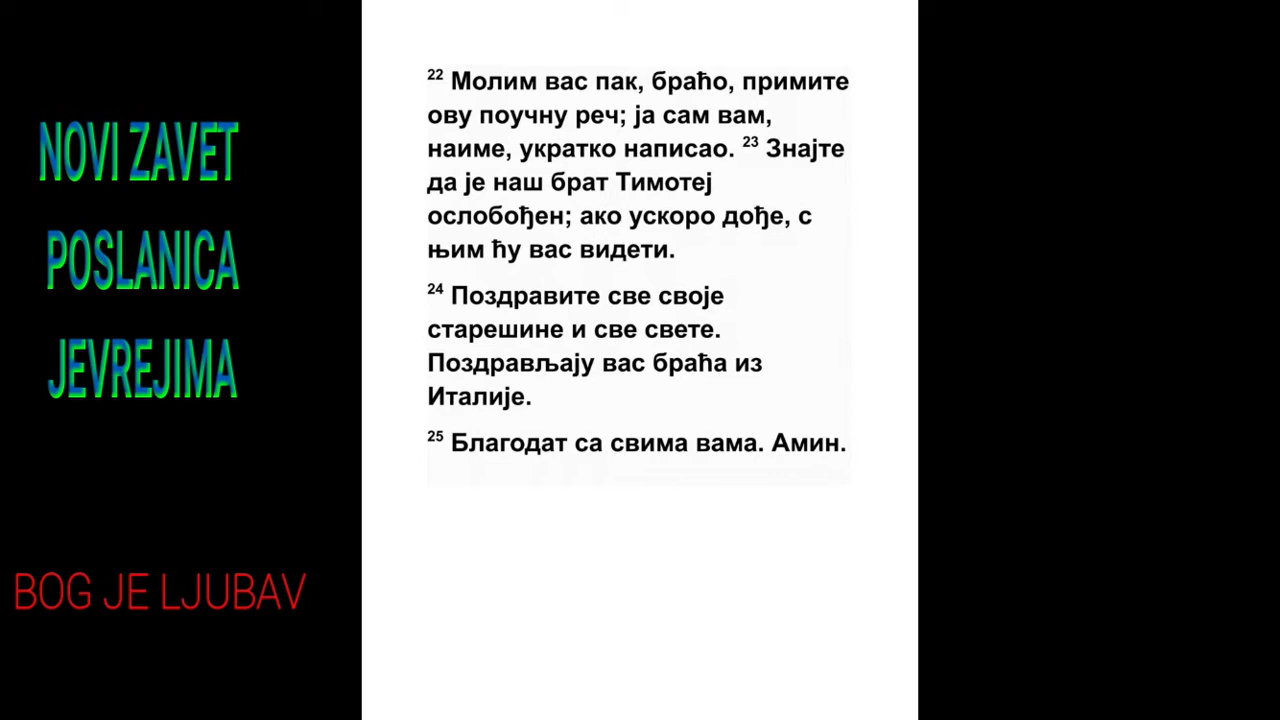 NOVI ZAVET
POSLANICA
JEVREJIMA
BOG JE LJUBAV
22 Молим вас пак, браћо, примите
ову поучну реч; ја сам вам,
наиме, укратко написао. 23 Знајте
да је наш брат Тимотеј
ослобођен; ако ускоро дође, с
њим ћу вас видети.
24 Поздравите све своје
старешине и све свете.
Поздрављају вас браћа из
Италије.
25 Благодат са свима вама. Амин.